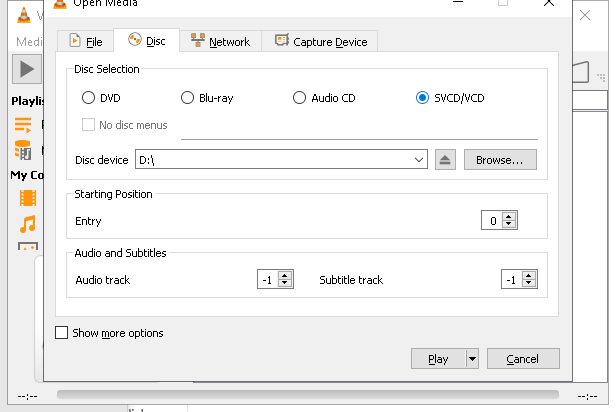 Open Media
Medi
File
Disc
Network
Capture Device
Disc Selection
DVD
Blu-ray
Audio CD
SVCD/VCD
No disc menus
Disc device
D:\
Browse...
Starting Position
Entry
0
Audio and Subtitles
Audio track
-1
Subtitle track
-1
Show more options
Play
Cancel
Playlis
My Co
--:--
--:--